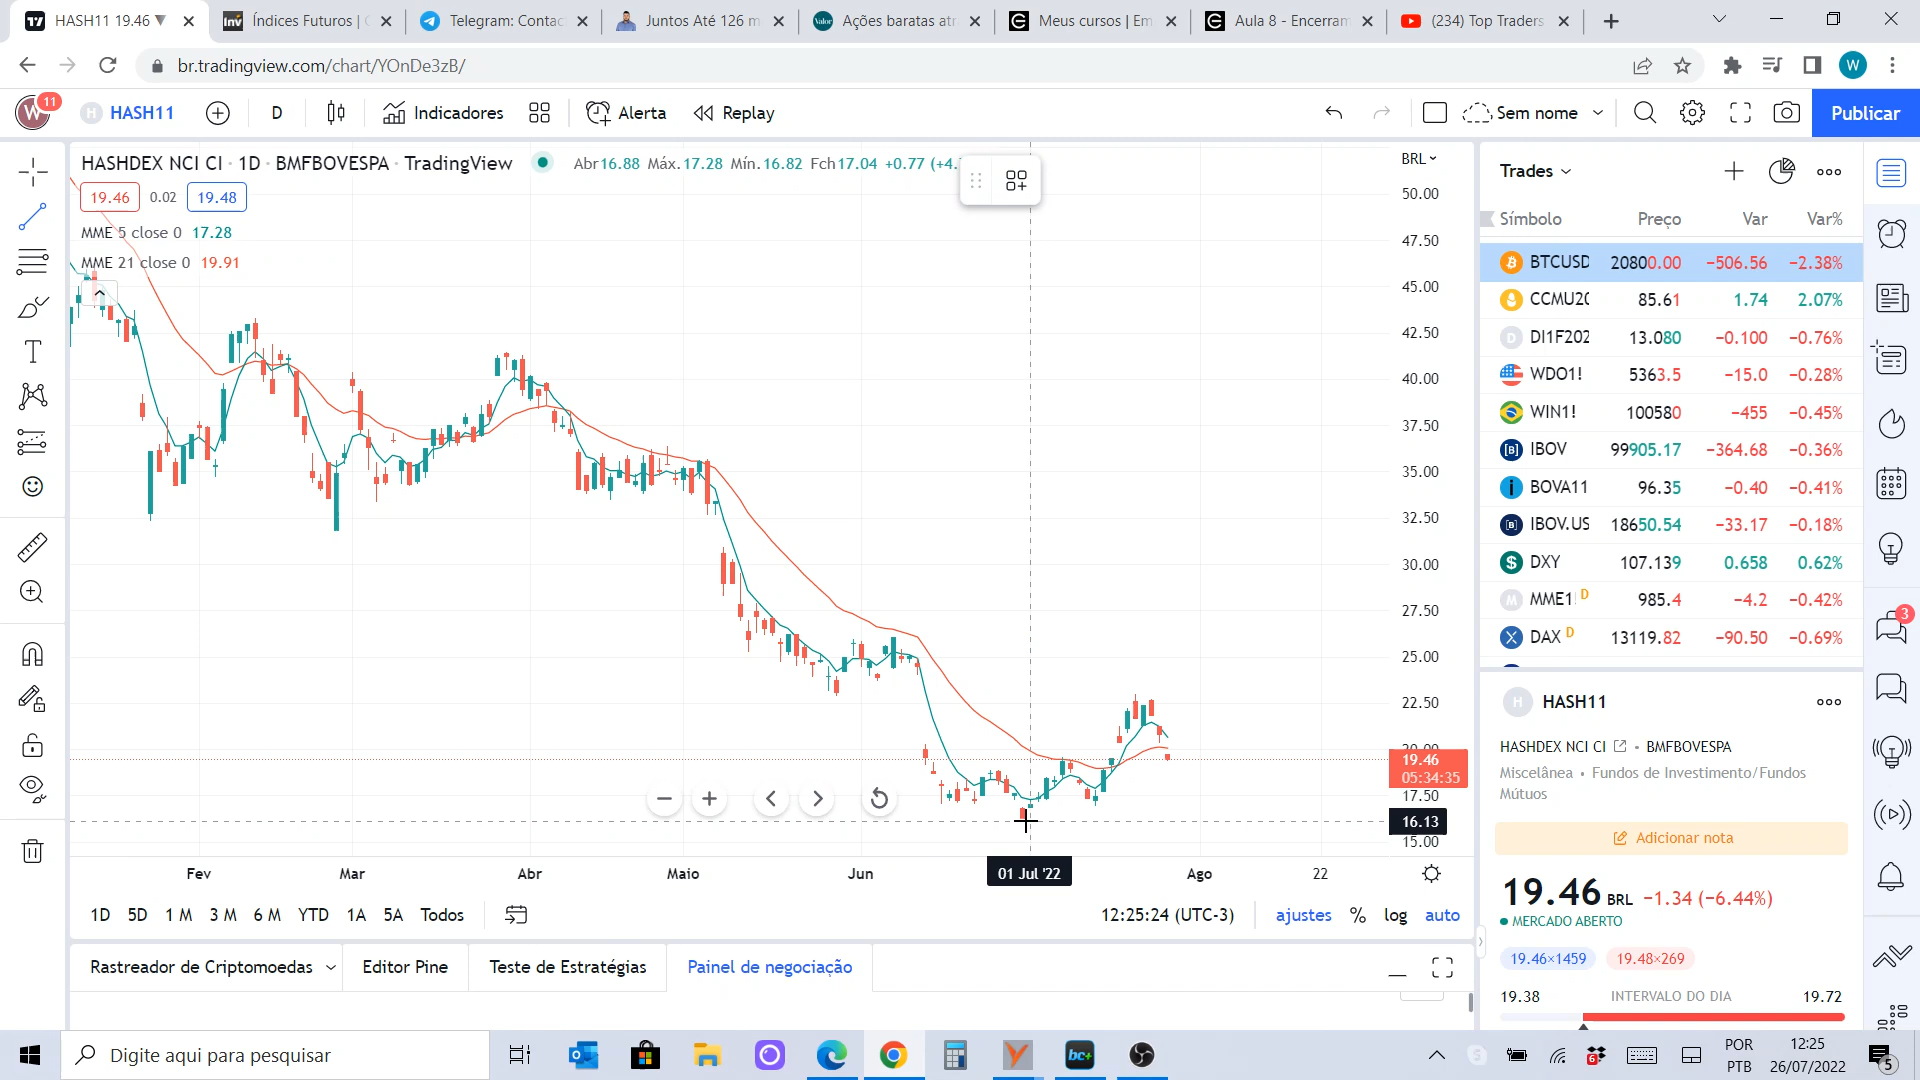 HASH11 19.46 ▼
Índices Futuros |
Telegram: Contac
Juntos Até 126 m
Ações baratas atr
Meus cursos | Em
Aula 8 - Encerram
(234) Top Traders
br.tradingview.com/chart/YOnDe3zB/
W
11
HASH11
D
Indicadores
Alerta
Replay
Sem nome
Publicar
HASHDEX NCI CI · 1D · BMFBOVESPA · TradingView
Abr16.88 Máx.17.28 Mín.16.82 Fch17.04 +0.77
BRL
19.46
0.02
19.48
MME 5 close 0 17.28
MME 21 close 0 19.91
50.00
47.50
45.00
42.50
40.00
37.50
35.00
32.50
30.00
27.50
25.00
22.50
20.00
19.46
05:34:35
17.50
16.13
15.00
Fev
Mar
Abr
Maio
Jun
01 Jul '22
Ago
22
1D 5D 1 M 3 M 6 M YTD 1A 5A Todos
12:25:24 (UTC-3)
ajustes % log auto
Rastreador de Criptomoedas
Editor Pine
Teste de Estratégias
Painel de negociação
Trades
Símbolo Preço Var Var%
BTCUSD 20800.00 −506.56 −2.38%
CCMU20 85.61 1.74 2.07%
DI1F202 13.080 −0.100 −0.76%
WDO1! 5363.5 −15.0 −0.28%
WIN1! 100580 −455 −0.45%
IBOV 99905.17 −364.68 −0.36%
BOVA11 96.35 −0.40 −0.41%
IBOV.US 18650.54 −33.17 −0.18%
DXY 107.139 0.658 0.62%
MME1! D 985.4 −4.2 −0.42%
DAX D 13119.82 −90.50 −0.69%
3
H HASH11
HASHDEX NCI CI • BMFBOVESPA
Miscelânea • Fundos de Investimento/Fundos
Mútuos
Adicionar nota
19.46 BRL −1.34 (−6.44%)
MERCADO ABERTO
19.46×1459 19.48×269
19.38 INTERVALO DO DIA 19.72
Digite aqui para pesquisar
bc+
6
POR
PTB
12:25
26/07/2022
5